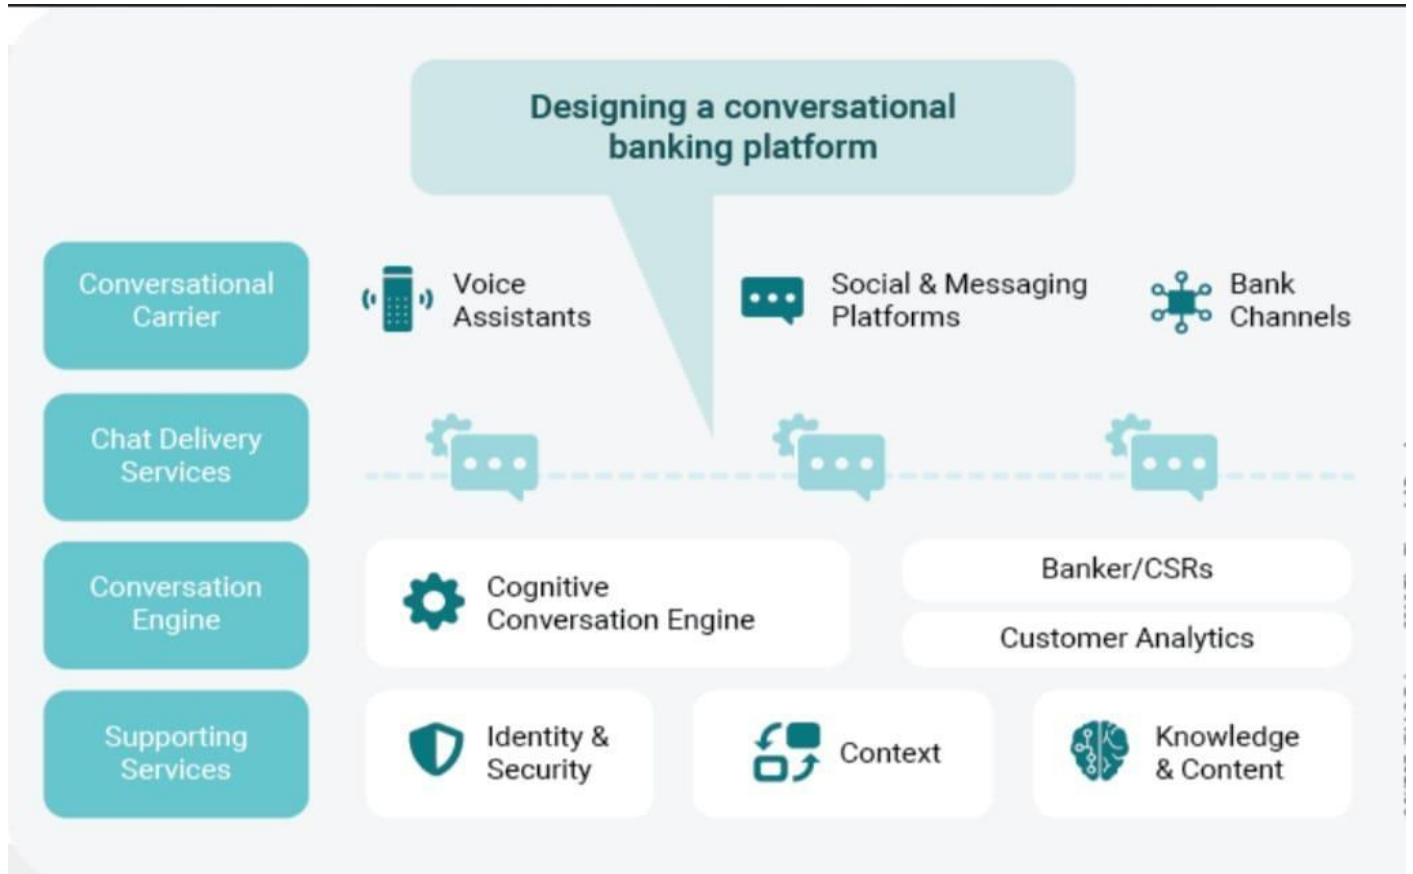 Designing a conversational
banking platform
Conversational
Carrier
Voice
Assistants
Social & Messaging
Platforms
Bank
Channels
Chat Delivery
Services
Conversation
Engine
Cognitive
Conversation Engine
Banker/CSRs
Customer Analytics
Supporting
Services
Identity &
Security
Context
Knowledge
& Content